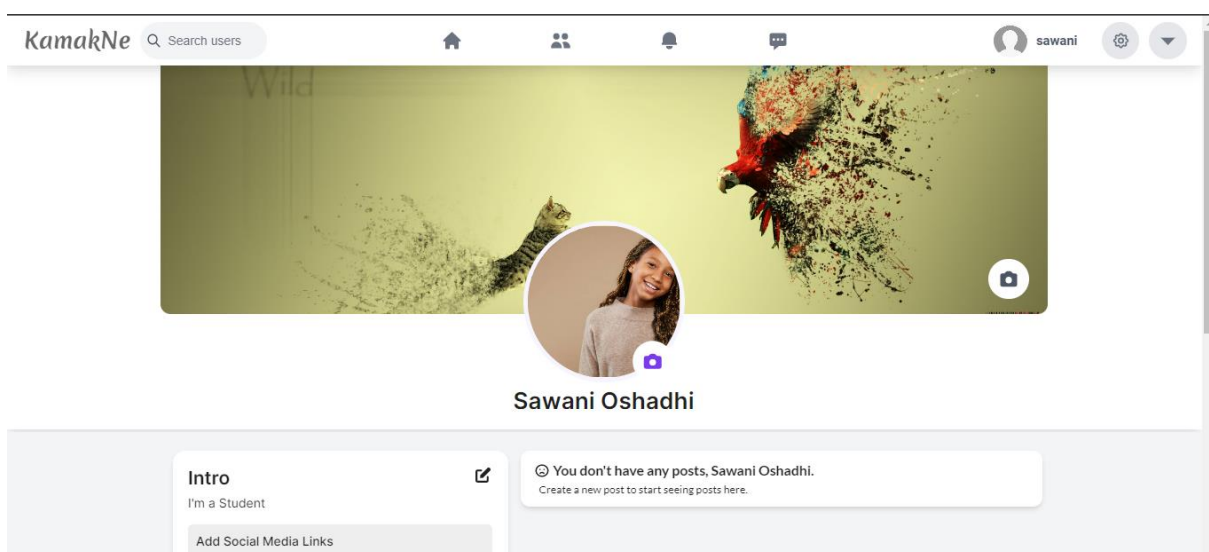 KamakNe
Search users
sawani
Wild
Sawani Oshadhi
Intro
I'm a Student
Add Social Media Links
You don't have any posts, Sawani Oshadhi.
Create a new post to start seeing posts here.